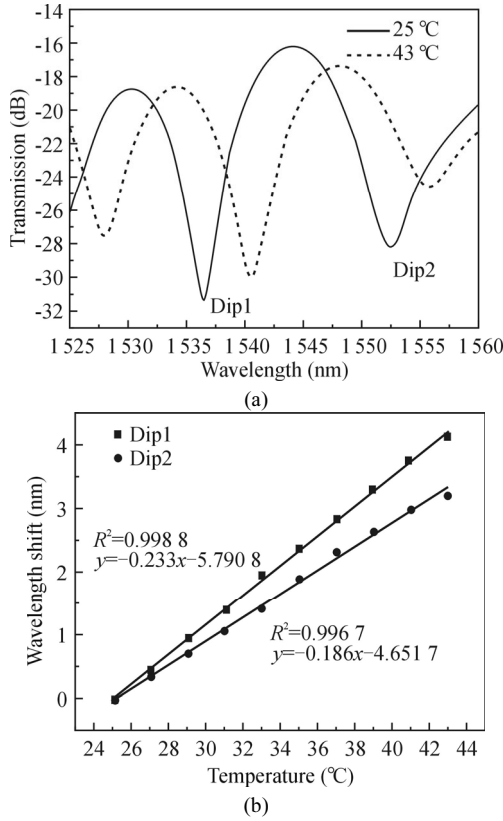 -14
-16
-18
-20
-22
-24
-26
-28
-30
-32
Transmission (dB)
25 ℃
43 ℃
Dip1
Dip2
1 525 1 530 1 535 1 540 1 545 1 550 1 555 1 560
Wavelength (nm)
(a)
4
3
2
1
0
Wavelength shift (nm)
Dip1
Dip2
R²=0.998 8
y=−0.233x−5.790 8
R²=0.996 7
y=−0.186x−4.651 7
24 26 28 30 32 34 36 38 40 42 44
Temperature (℃)
(b)